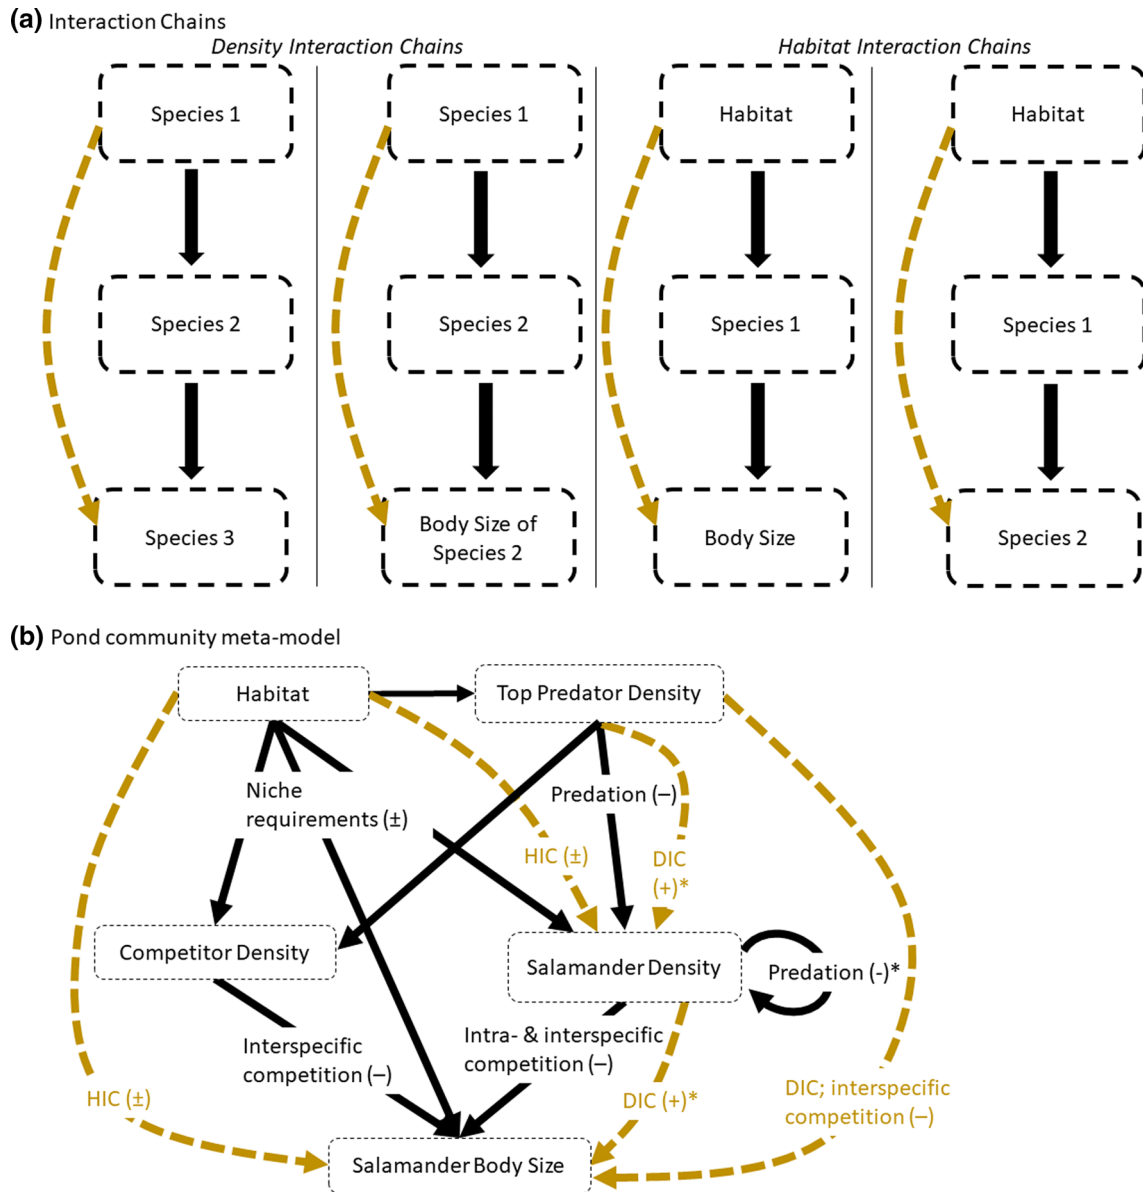 (a) Interaction Chains
Density Interaction Chains
Habitat Interaction Chains
Species 1
Species 1
Habitat
Habitat
Species 2
Species 2
Species 1
Species 1
Species 3
Body Size of
Species 2
Body Size
Species 2
(b) Pond community meta-model
Habitat
Top Predator Density
Niche
requirements (±)
Predation (–)
HIC (±)
DIC
(+)*
Competitor Density
Salamander Density
Predation (-)*
Interspecific
competition (–)
Intra- & interspecific
competition (–)
HIC (±)
DIC (+)*
DIC; interspecific
competition (–)
Salamander Body Size